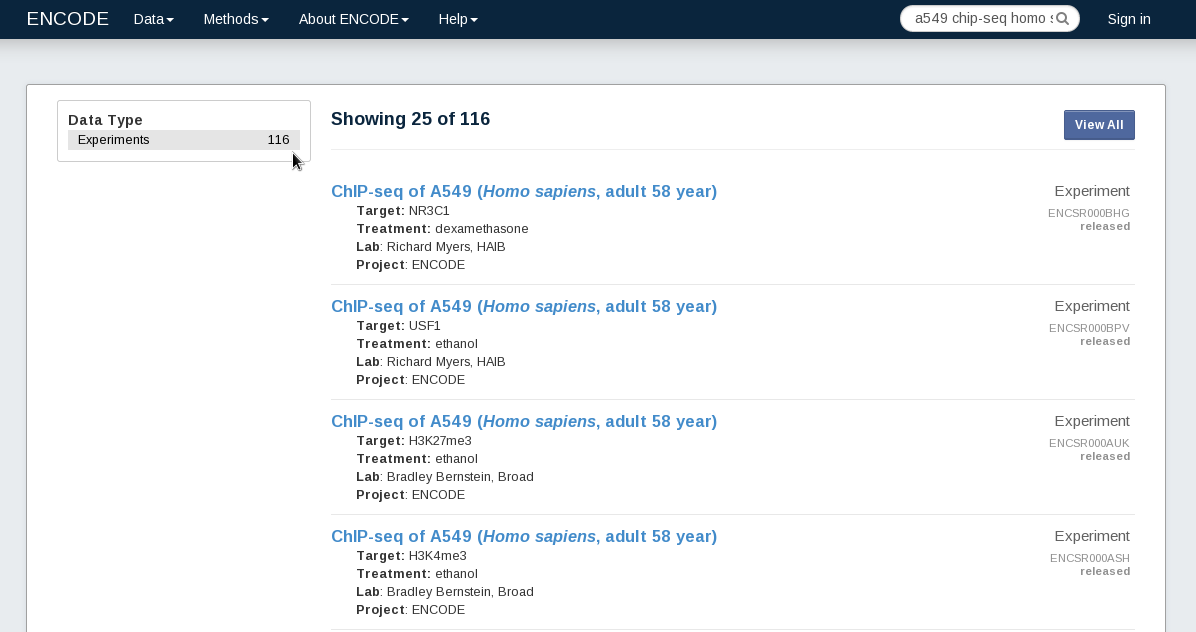 ENCODE Data Methods About ENCODE Help a549 chip-seq homo Sign in
Data Type
Experiments 116
Showing 25 of 116
View All
ChIP-seq of A549 (Homo sapiens, adult 58 year)
Experiment
Target: NR3C1
ENCSR000BHG
Treatment: dexamethasone
released
Lab: Richard Myers, HAIB
Project: ENCODE
ChIP-seq of A549 (Homo sapiens, adult 58 year)
Experiment
Target: USF1
ENCSR000BPV
Treatment: ethanol
released
Lab: Richard Myers, HAIB
Project: ENCODE
ChIP-seq of A549 (Homo sapiens, adult 58 year)
Experiment
Target: H3K27me3
ENCSR000AUK
Treatment: ethanol
released
Lab: Bradley Bernstein, Broad
Project: ENCODE
ChIP-seq of A549 (Homo sapiens, adult 58 year)
Experiment
Target: H3K4me3
ENCSR000ASH
Treatment: ethanol
released
Lab: Bradley Bernstein, Broad
Project: ENCODE